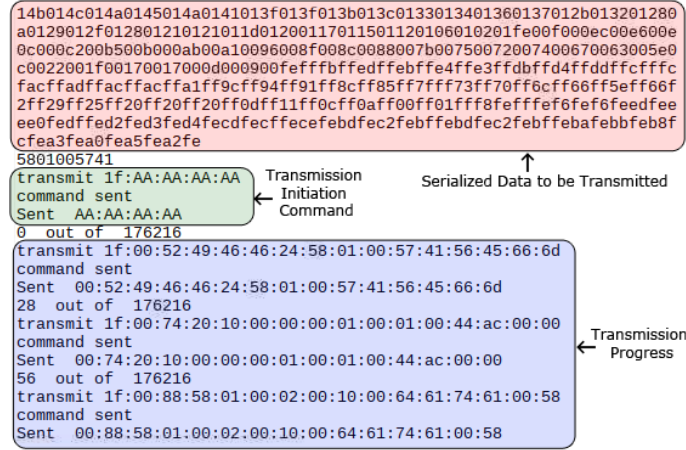 14b014c014a0145014a0141013f013f013b013c0133013401360137012b013201280
a0129012f012801210121011d0120011701150112010601 0201fe00f000ec00e600e
0c000c200b500b000ab00a10096008f008c0088007b00750072007400670063005e0
c0022001f00170017000d000900fefffbffedffebffe4ffe3ffdbffd4ffddffcfffc
facffadffacffacffa1ff9cff94ff91ff8cff85ff7fff73ff70ff6cff66ff5eff66f
2ff29ff25ff20ff20ff20ff0dff11ff0cff0aff00ff01fff8fefffef6fef6feedfee
ee0fedffed2fed3fed4fecdfecffecefebdfec2febffebdfec2febffebafebbfeb8f
cfea3fea0fea5fea2fe
5801005741
Serialized Data to be Transmitted
transmit 1f:AA:AA:AA:AA
command sent
Sent  AA:AA:AA:AA
Transmission
Initiation
Command
0  out of  176216
transmit 1f:00:52:49:46:46:24:58:01:00:57:41:56:45:66:6d
command sent
Sent  00:52:49:46:46:24:58:01:00:57:41:56:45:66:6d
28  out of  176216
transmit 1f:00:74:20:10:00:00:00:01:00:01:00:44:ac:00:00
command sent
Sent  00:74:20:10:00:00:00:01:00:01:00:44:ac:00:00
56  out of  176216
transmit 1f:00:88:58:01:00:02:00:10:00:64:61:74:61:00:58
command sent
Sent  00:88:58:01:00:02:00:10:00:64:61:74:61:00:58
Transmission
Progress